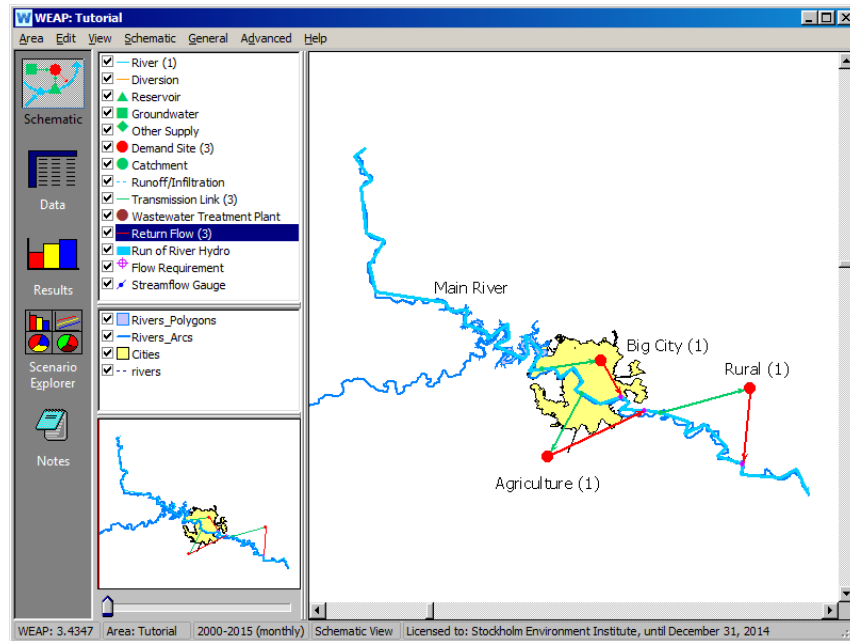 WEAP: Tutorial
Area Edit View Schematic General Advanced Help
Schematic
Data
Results
Scenario
Explorer
Notes
River (1)
Diversion
Reservoir
Groundwater
Other Supply
Demand Site (3)
Catchment
Runoff/Infiltration
Transmission Link (3)
Wastewater Treatment Plant
Return Flow (3)
Run of River Hydro
Flow Requirement
Streamflow Gauge
Rivers_Polygons
Rivers_Arcs
Cities
rivers
Main River
Big City (1)
Rural (1)
Agriculture (1)
WEAP: 3.4347 Area: Tutorial 2000-2015 (monthly) Schematic View Licensed to: Stockholm Environment Institute, until December 31, 2014